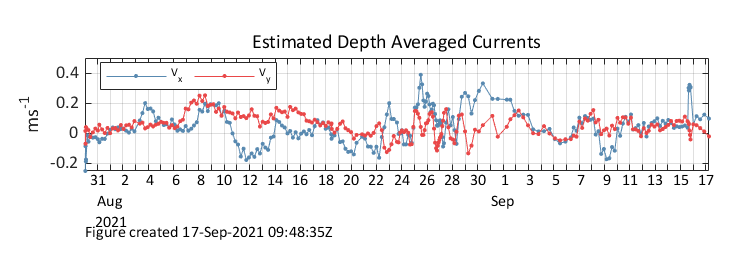 Estimated Depth Averaged Currents
Vx Vy
ms-1
0.4
0.2
0
-0.2
31 2 4 6 8 10 12 14 16 18 20 22 24 26 28 30 1 3 5 7 9 11 13 15 17
Aug Sep
2021
Figure created 17-Sep-2021 09:48:35Z